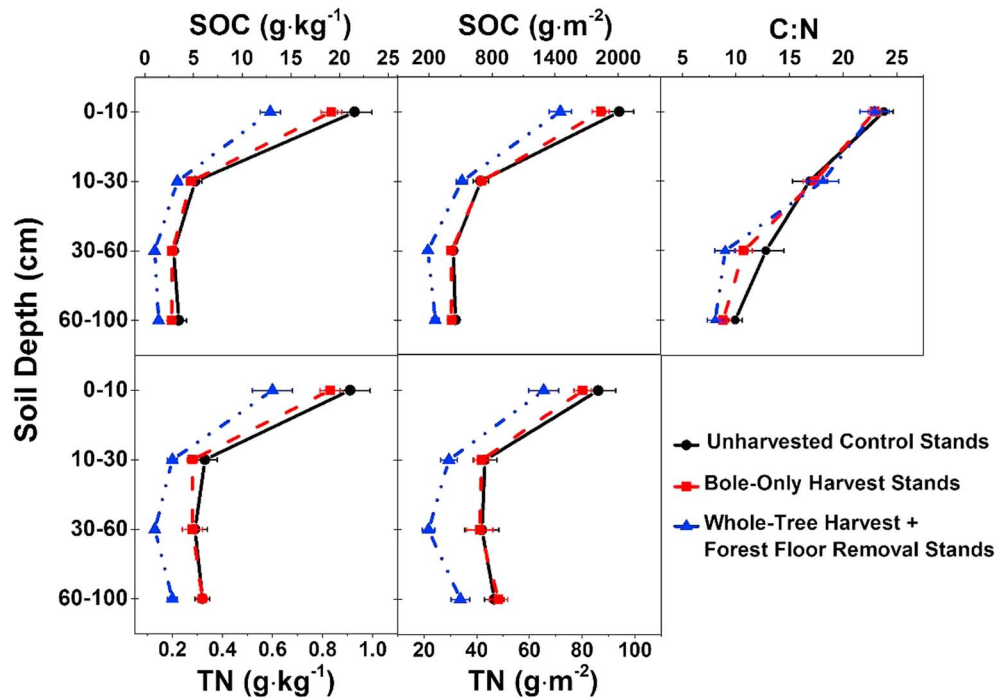 SOC (g·kg⁻¹) SOC (g·m⁻²) C:N
0 5 10 15 20 25 200 800 1400 2000 5 10 15 20 25
0-10
10-30
30-60
60-100
Soil Depth (cm)
0-10
10-30
30-60
60-100
0.2 0.4 0.6 0.8 1.0 20 40 60 80 100
TN (g·kg⁻¹) TN (g·m⁻²)
Unharvested Control Stands
Bole-Only Harvest Stands
Whole-Tree Harvest +
Forest Floor Removal Stands